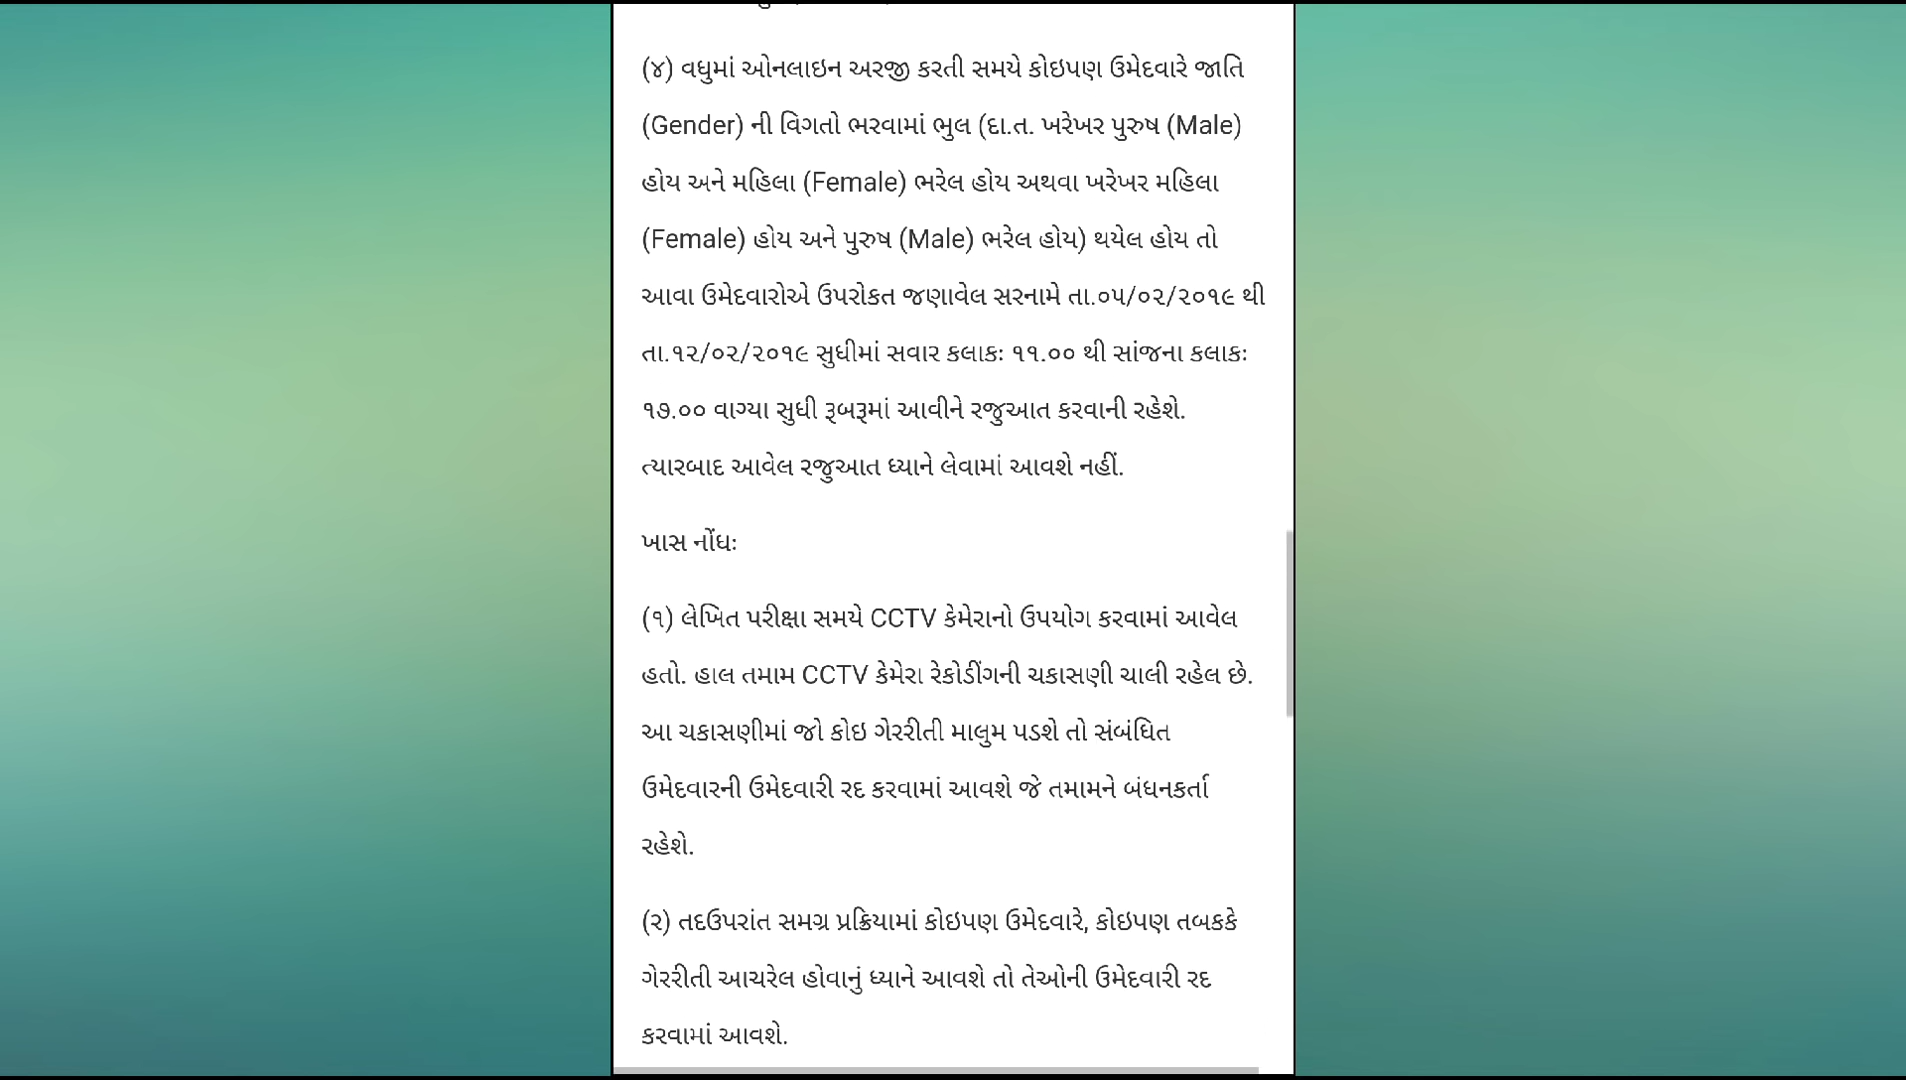 (૪) વધુમાં ઓનલાઇન અરજી કરતી સમયે કોઇપણ ઉમેદવારે જાતિ
(Gender) ની વિગતો ભરવામાં ભુલ (દા.ત. ખરેખર પુરુષ (Male)
હોય અને મહિલા (Female) ભરેલ હોય અથવા ખરેખર મહિલા
(Female) હોય અને પુરુષ (Male) ભરેલ હોય) થયેલ હોય તો
આવા ઉમેદવારોએ ઉપરોકત જણાવેલ સરનામે તા.૦૫/૦૨/૨૦૧૯ થી
તા.૧૨/૦૨/૨૦૧૯ સુધીમાં સવાર કલાકઃ ૧૧.૦૦ થી સાંજના કલાકઃ
૧૭.૦૦ વાગ્યા સુધી રૂબરૂમાં આવીને રજુઆત કરવાની રહેશે.
ત્યારબાદ આવેલ રજુઆત ધ્યાને લેવામાં આવશે નહીં.
ખાસ નોંધઃ
(૧) લેખિત પરીક્ષા સમયે CCTV કેમેરાનો ઉપયોગ કરવામાં આવેલ
હતો. હાલ તમામ CCTV કેમેરા રેકોડીંગની ચકાસણી ચાલી રહેલ છે.
આ ચકાસણીમાં જો કોઇ ગેરરીતી માલુમ પડશે તો સંબંધિત
ઉમેદવારની ઉમેદવારી રદ કરવામાં આવશે જે તમામને બંધનકર્તા
રહેશે.
(૨) તદઉપરાંત સમગ્ર પ્રક્રિયામાં કોઇપણ ઉમેદવારે, કોઇપણ તબકકે
ગેરરીતી આચરેલ હોવાનું ધ્યાને આવશે તો તેઓની ઉમેદવારી રદ
કરવામાં આવશે.